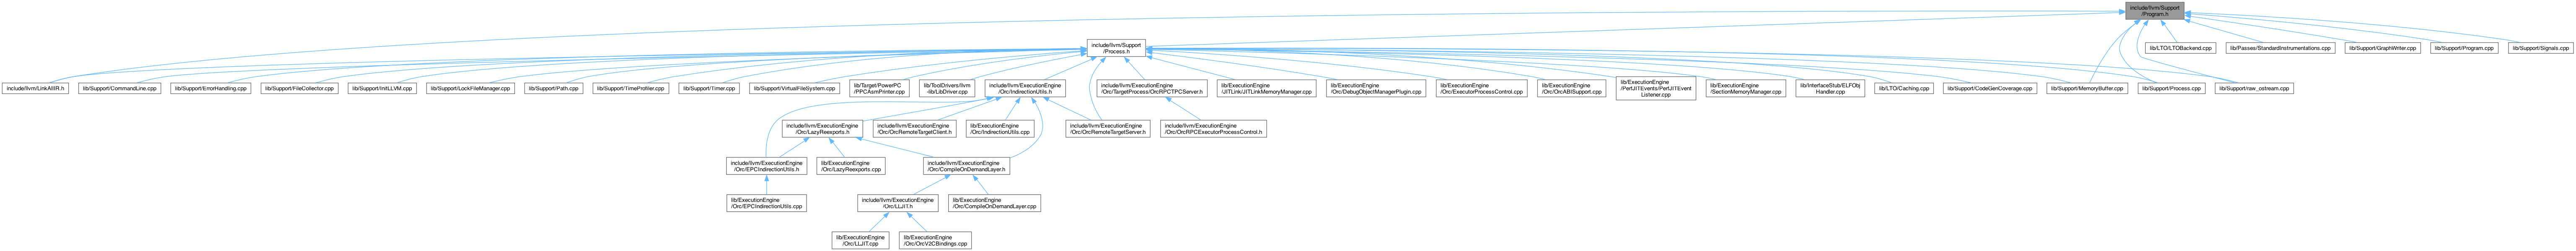 include/llvm/Support
/Program.h
include/llvm/Support
/Process.h
lib/LTO/LTOBackend.cpp
lib/Passes/StandardInstrumentations.cpp
lib/Support/GraphWriter.cpp
lib/Support/Program.cpp
lib/Support/Signals.cpp
include/llvm/LinkAllIR.h
lib/Support/CommandLine.cpp
lib/Support/ErrorHandling.cpp
lib/Support/FileCollector.cpp
lib/Support/InitLLVM.cpp
lib/Support/LockFileManager.cpp
lib/Support/Path.cpp
lib/Support/TimeProfiler.cpp
lib/Support/Timer.cpp
lib/Support/VirtualFileSystem.cpp
lib/Target/PowerPC
/PPCAsmPrinter.cpp
lib/ToolDrivers/llvm
-lib/LibDriver.cpp
include/llvm/ExecutionEngine
/Orc/IndirectionUtils.h
include/llvm/ExecutionEngine
/Orc/TargetProcess/OrcRPCTPCServer.h
lib/ExecutionEngine
/JITLink/JITLinkMemoryManager.cpp
lib/ExecutionEngine
/Orc/DebugObjectManagerPlugin.cpp
lib/ExecutionEngine
/Orc/ExecutorProcessControl.cpp
lib/ExecutionEngine
/Orc/OrcABISupport.cpp
lib/ExecutionEngine
/PerfJITEvents/PerfJITEvent
Listener.cpp
lib/ExecutionEngine
/SectionMemoryManager.cpp
lib/InterfaceStub/ELFObj
Handler.cpp
lib/LTO/Caching.cpp
lib/Support/CodeGenCoverage.cpp
lib/Support/MemoryBuffer.cpp
lib/Support/Process.cpp
lib/Support/raw_ostream.cpp
include/llvm/ExecutionEngine
/Orc/LazyReexports.h
include/llvm/ExecutionEngine
/Orc/OrcRemoteTargetClient.h
lib/ExecutionEngine
/Orc/IndirectionUtils.cpp
include/llvm/ExecutionEngine
/Orc/OrcRemoteTargetServer.h
include/llvm/ExecutionEngine
/Orc/OrcRPCExecutorProcessControl.h
include/llvm/ExecutionEngine
/Orc/EPCIndirectionUtils.h
lib/ExecutionEngine
/Orc/LazyReexports.cpp
include/llvm/ExecutionEngine
/Orc/CompileOnDemandLayer.h
lib/ExecutionEngine
/Orc/EPCIndirectionUtils.cpp
include/llvm/ExecutionEngine
/Orc/LLJIT.h
lib/ExecutionEngine
/Orc/CompileOnDemandLayer.cpp
lib/ExecutionEngine
/Orc/LLJIT.cpp
lib/ExecutionEngine
/Orc/OrcV2CBindings.cpp